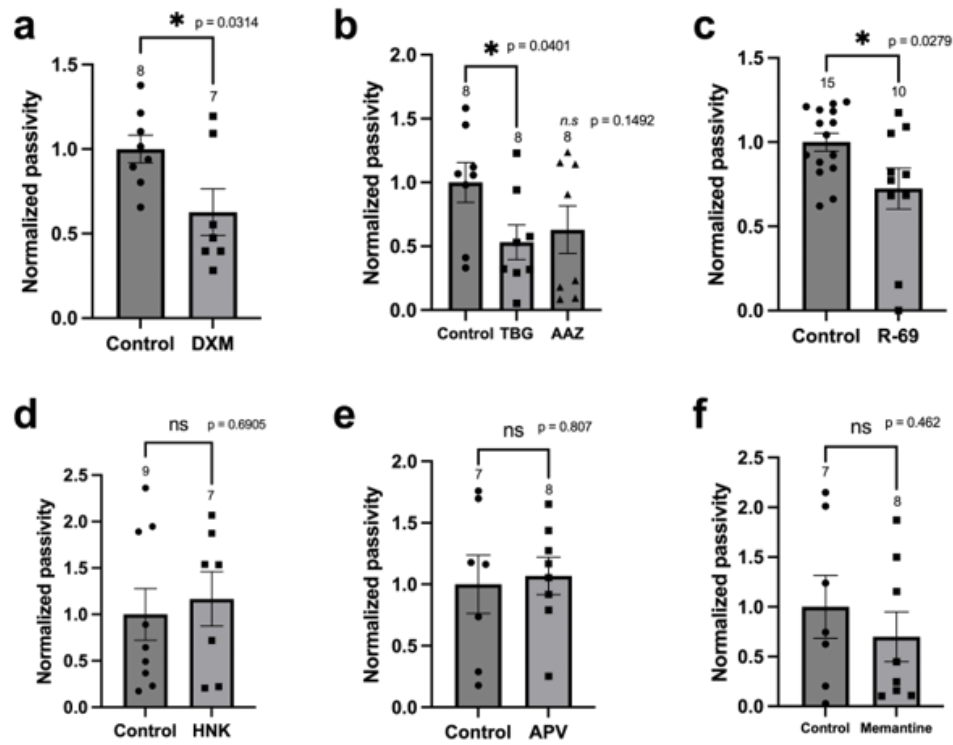 a
* p = 0.0314
Normalized passivity
1.5
1.0
0.5
0.0
8
7
Control DXM
b
* p = 0.0401
Normalized passivity
2.0
1.5
1.0
0.5
0.0
8
8
n.s p = 0.1492
8
Control TBG AAZ
c
* p = 0.0279
Normalized passivity
1.5
1.0
0.5
0.0
15
10
Control R-69
d
ns p = 0.6905
Normalized passivity
2.5
2.0
1.5
1.0
0.5
0.0
9
7
Control HNK
e
ns p = 0.807
Normalized passivity
2.0
1.5
1.0
0.5
0.0
7
8
Control APV
f
ns p = 0.462
Normalized passivity
2.5
2.0
1.5
1.0
0.5
0.0
7
8
Control Memantine